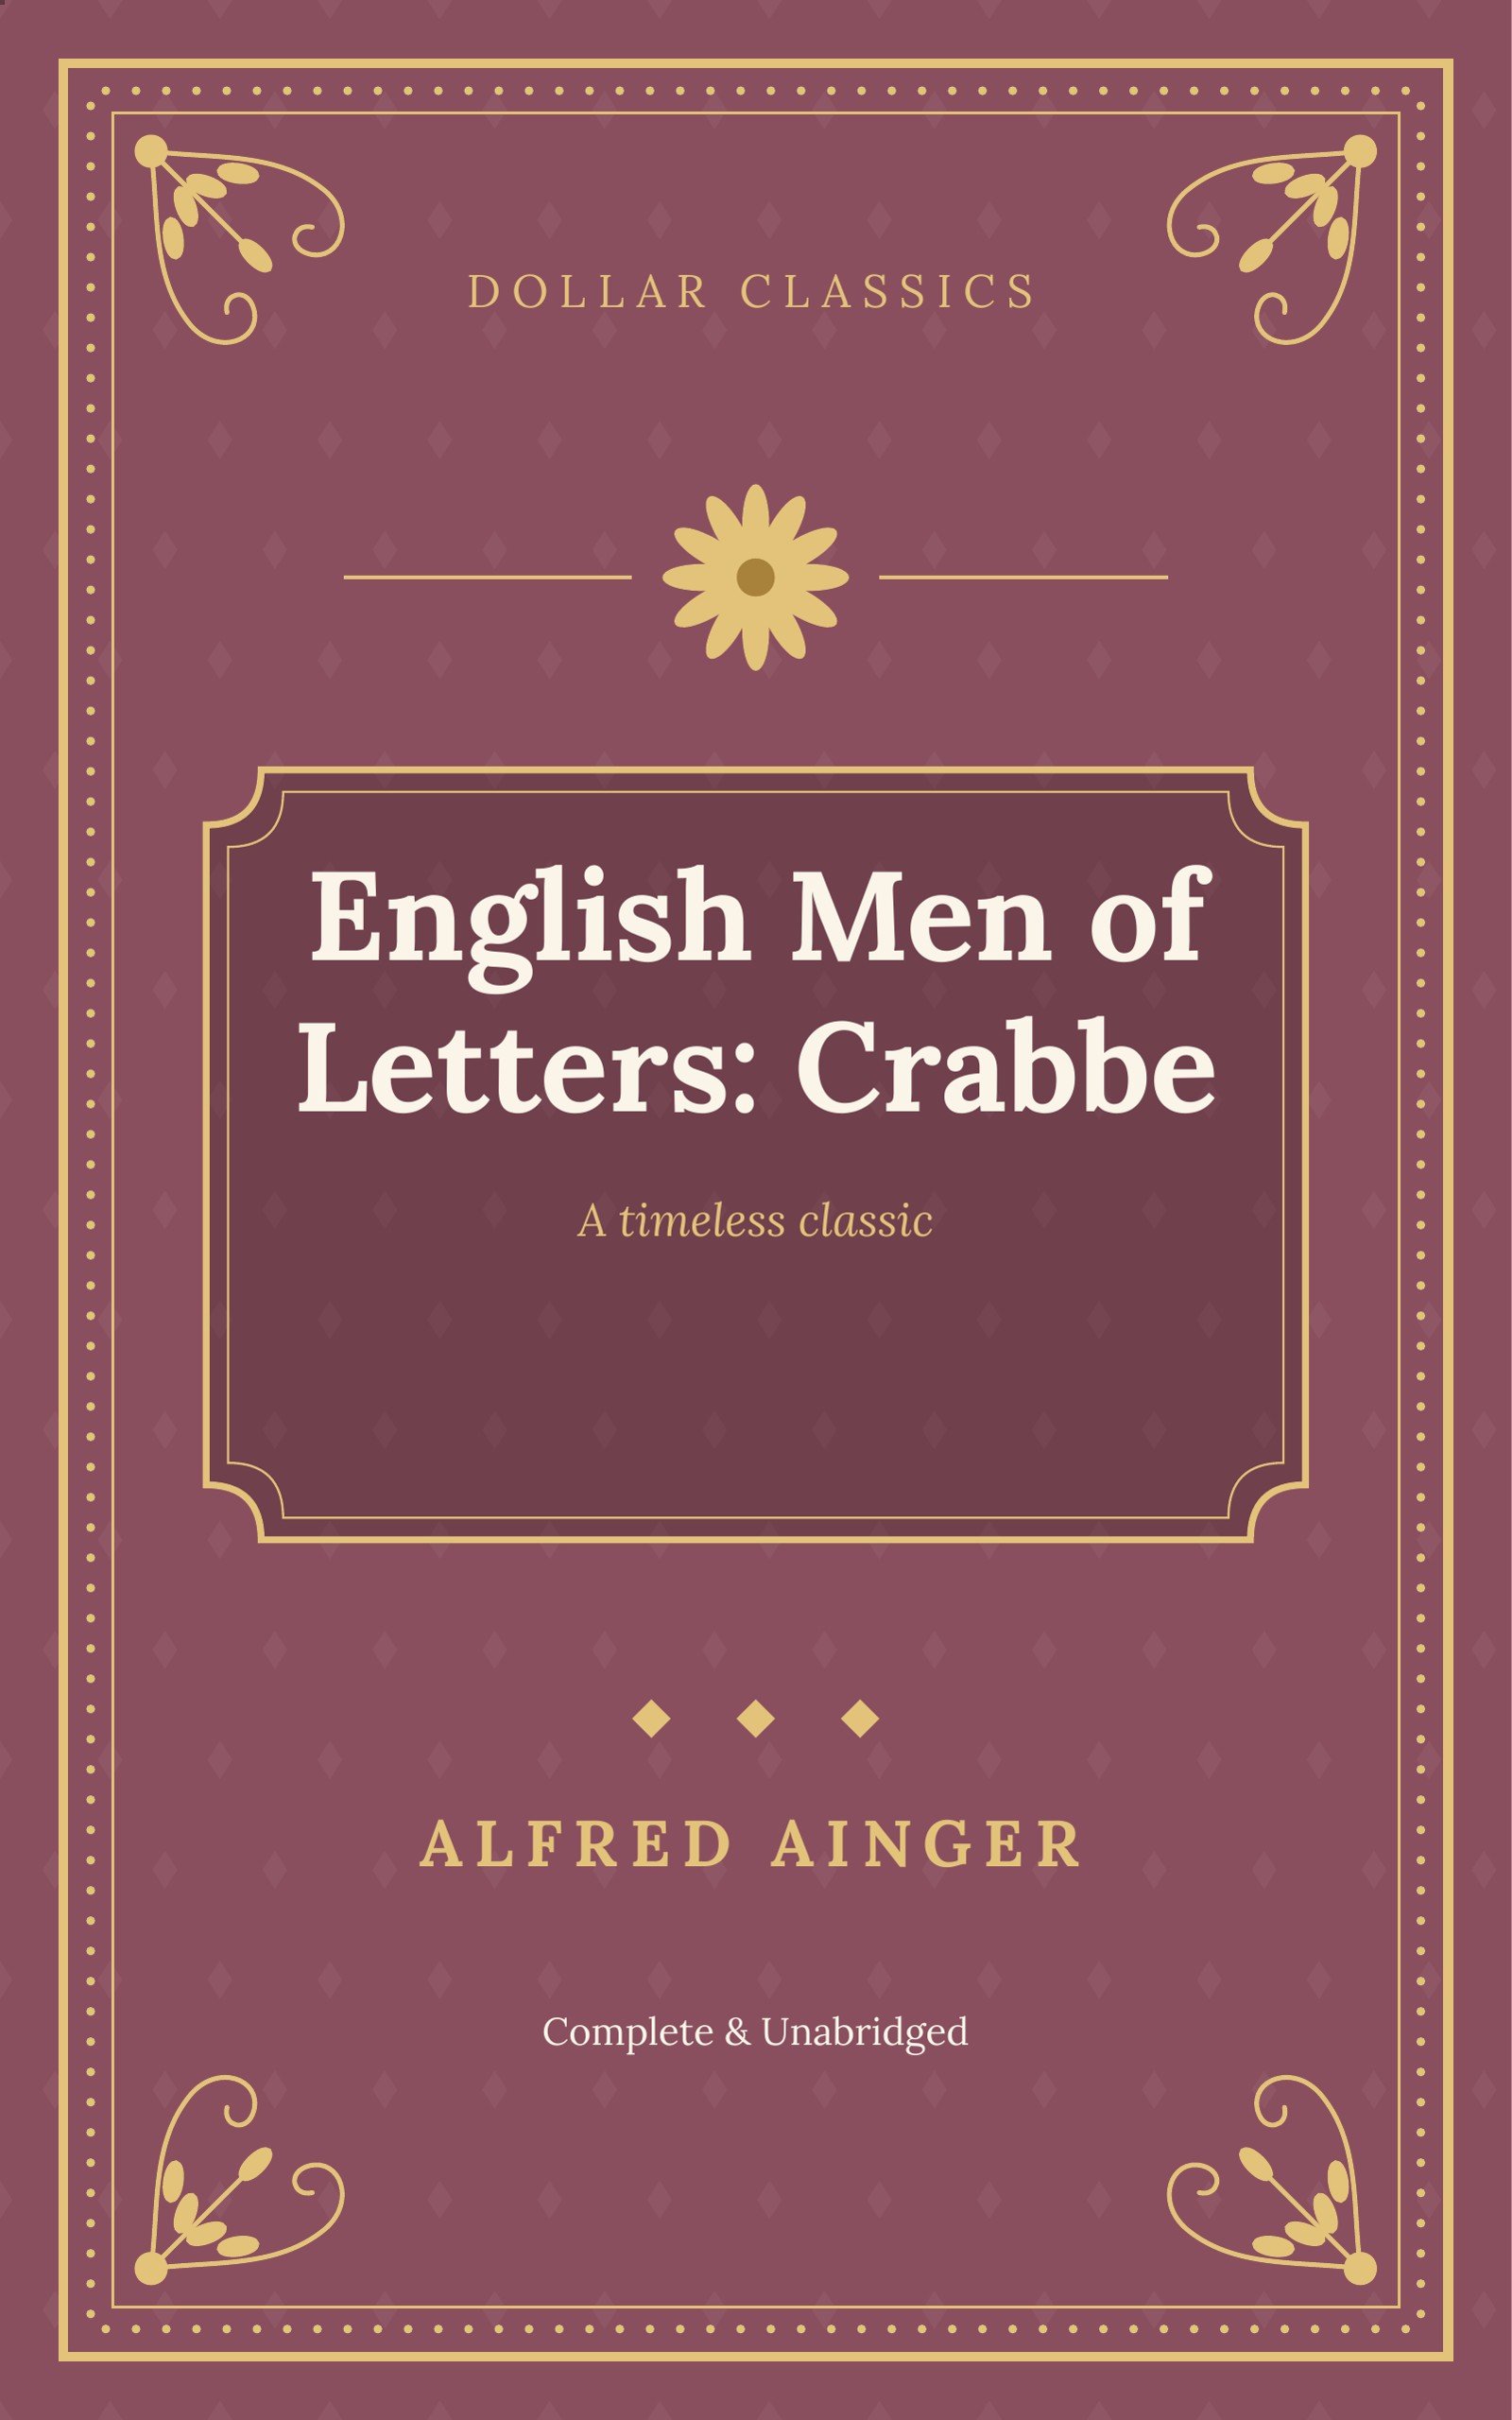 DOLLAR CLASSICS
English Men of
Letters: Crabbe
A timeless classic
ALFRED AINGER
Complete & Unabridged